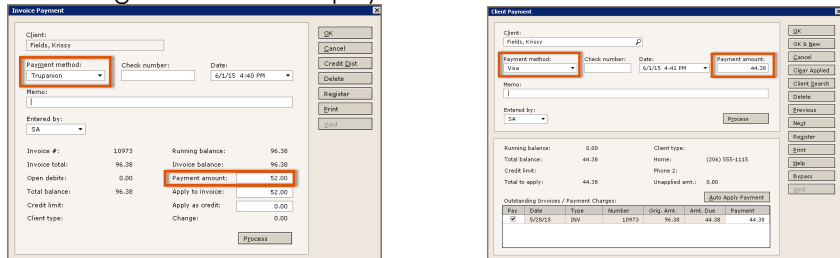 Invoice Payment
Client:
Fields, Krissy
Payment method:
Check number:
Date:
Trupanion
6/1/15 4:40 PM
Memo:
Entered by:
SA
Invoice #: 10973 Running balance: 96.38
Invoice total: 96.38 Invoice balance: 96.38
Open debits: 0.00 Payment amount: 52.00
Total balance: 96.38 Apply to invoice: 52.00
Credit limit: Apply as credit: 0.00
Client type: Change: 0.00
Process
OK
Cancel
Credit Dist
Delete
Register
Print
Void
Client Payment
Client:
Fields, Krissy
Payment method: Check number: Date: Payment amount:
Visa 6/1/15 4:41 PM 44.38
Memo:
Entered by:
SA
Process
Running balance: 0.00 Client type:
Total balance: 44.38 Home: (206) 555-1115
Credit limit: Phone 2:
Total to apply: 44.38 Unapplied amt.: 0.00
Auto Apply Payment
Outstanding Invoices / Payment Charges:
Pay Date Type Number Orig. Amt. Amt. Due Payment
5/28/15 INV 10973 96.38 44.38 44.38
OK
OK & New
Cancel
Clear Applied
Client Search
Delete
Previous
Next
Register
Print
Help
Bypass
Void